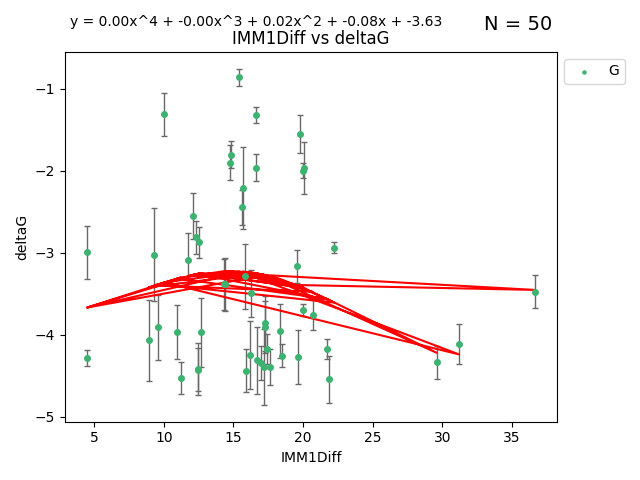 y = 0.00x^4 + -0.00x^3 + 0.02x^2 + -0.08x + -3.63
N = 50
IMM1Diff vs deltaG
G
deltaG
−1
−2
−3
−4
−5
5 10 15 20 25 30 35
IMM1Diff